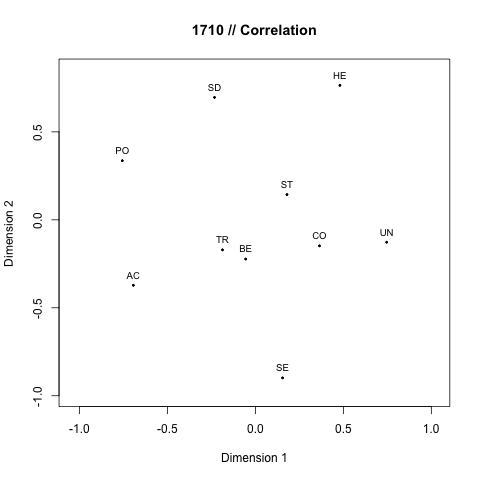 1710 // Correlation
HE
SD
PO
ST
CO
UN
TR
BE
AC
SE
0.5
0.0
-0.5
-1.0
Dimension 2
-1.0 -0.5 0.0 0.5 1.0
Dimension 1